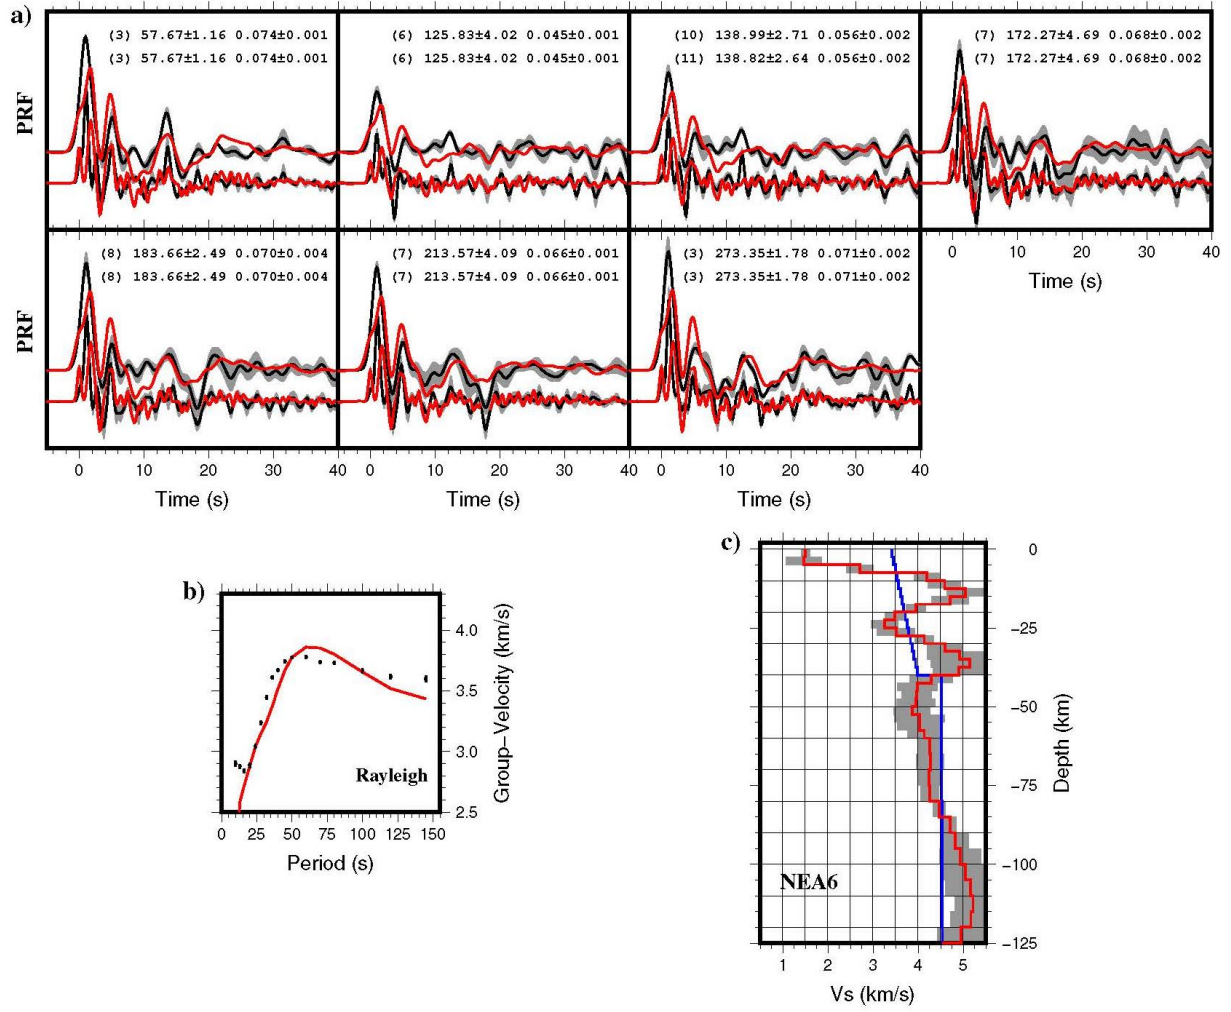 a)
PRF
(3) 57.67±1.16 0.074±0.001
(3) 57.67±1.16 0.074±0.001
(6) 125.83±4.02 0.045±0.001
(6) 125.83±4.02 0.045±0.001
(10) 138.99±2.71 0.056±0.002
(11) 138.82±2.64 0.056±0.002
(7) 172.27±4.69 0.068±0.002
(7) 172.27±4.69 0.068±0.002
0 10 20 30 40
Time (s)
PRF
(8) 183.66±2.49 0.070±0.004
(8) 183.66±2.49 0.070±0.004
(7) 213.57±4.09 0.066±0.001
(7) 213.57±4.09 0.066±0.001
(3) 273.35±1.78 0.071±0.002
(3) 273.35±1.78 0.071±0.002
0 10 20 30 40
0 10 20 30 40
0 10 20 30 40
Time (s)
Time (s)
Time (s)
b)
4.0
3.5
3.0
2.5
Group–Velocity (km/s)
Rayleigh
0 25 50 75 100 125 150
Period (s)
c)
0
−25
−50
−75
−100
−125
Depth (km)
NEA6
1 2 3 4 5
Vs (km/s)